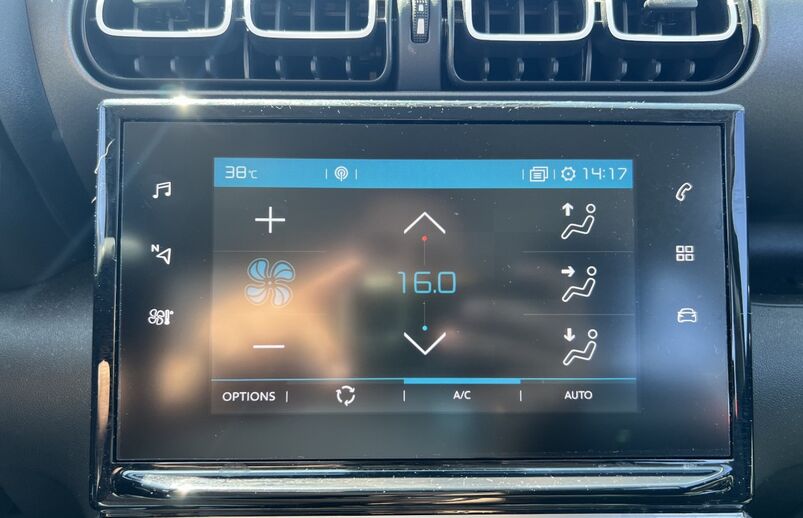 38°C 14:17
N
16.0
OPTIONS A/C AUTO